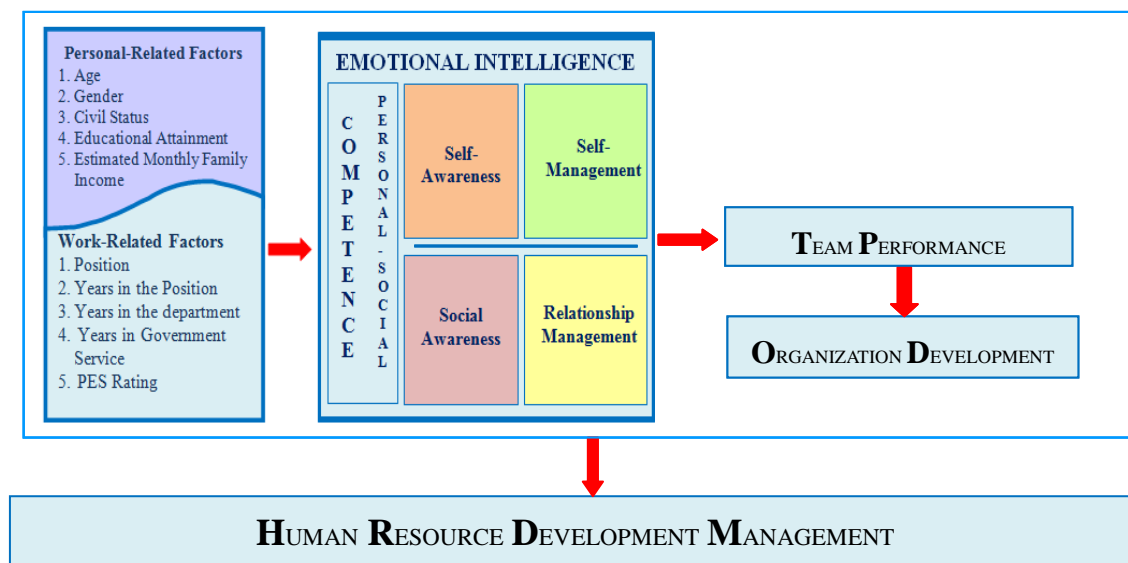 Personal-Related Factors
1. Age
2. Gender
3. Civil Status
4. Educational Attainment
5. Estimated Monthly Family
Income
Work-Related Factors
1. Position
2. Years in the Position
3. Years in the department
4. Years in Government
Service
5. PES Rating
EMOTIONAL INTELLIGENCE
COMPETENCE
PERSONAL-SOCIAL
Self-
Awareness
Self-
Management
Social
Awareness
Relationship
Management
TEAM PERFORMANCE
ORGANIZATION DEVELOPMENT
HUMAN RESOURCE DEVELOPMENT MANAGEMENT